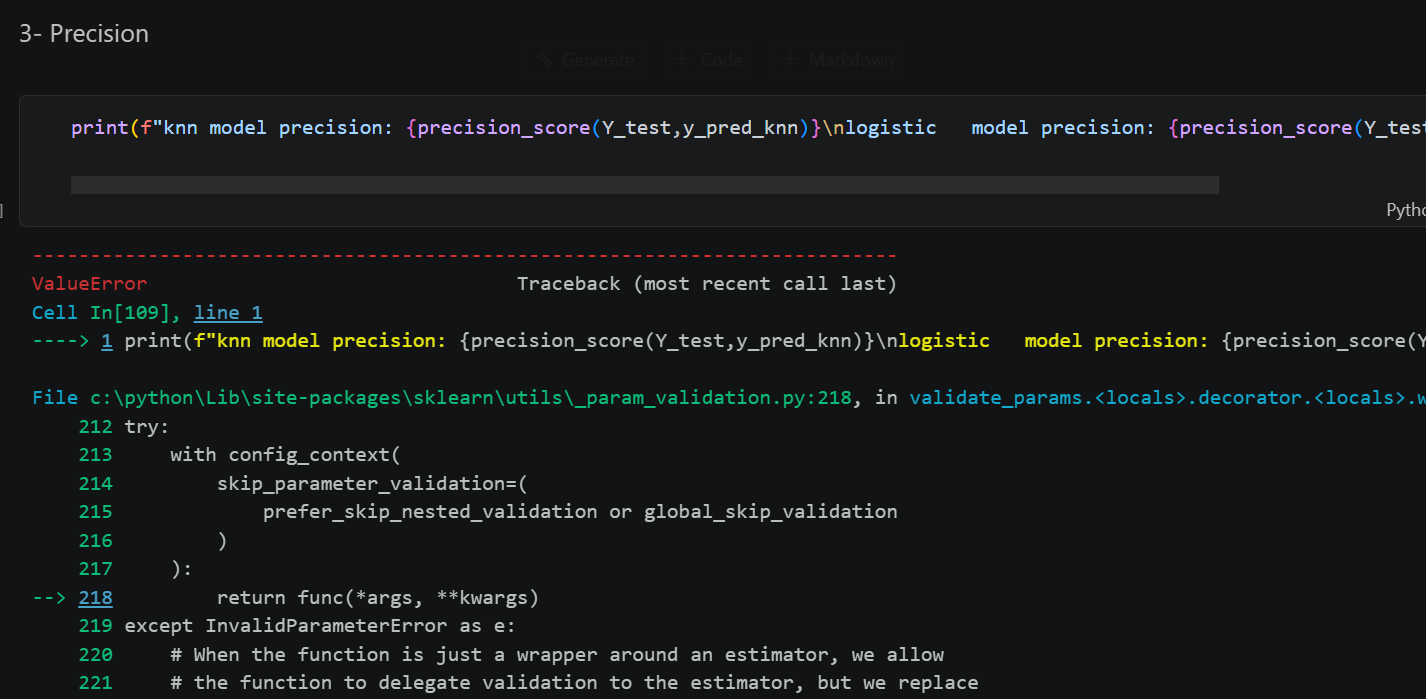 3- Precision
Generate Code Markdown
print(f"knn model precision: {precision_score(Y_test,y_pred_knn)}\nlogistic   model precision: {precision_score(Y_test
]
Pytho
---------------------------------------------------------------------------
ValueError                                Traceback (most recent call last)
Cell In[109], line 1
----> 1 print(f"knn model precision: {precision_score(Y_test,y_pred_knn)}\nlogistic   model precision: {precision_score(Y
File c:\python\Lib\site-packages\sklearn\utils\_param_validation.py:218, in validate_params.<locals>.decorator.<locals>.w
    212 try:
    213     with config_context(
    214         skip_parameter_validation=(
    215             prefer_skip_nested_validation or global_skip_validation
    216         )
    217     ):
--> 218         return func(*args, **kwargs)
    219 except InvalidParameterError as e:
    220     # When the function is just a wrapper around an estimator, we allow
    221     # the function to delegate validation to the estimator, but we replace